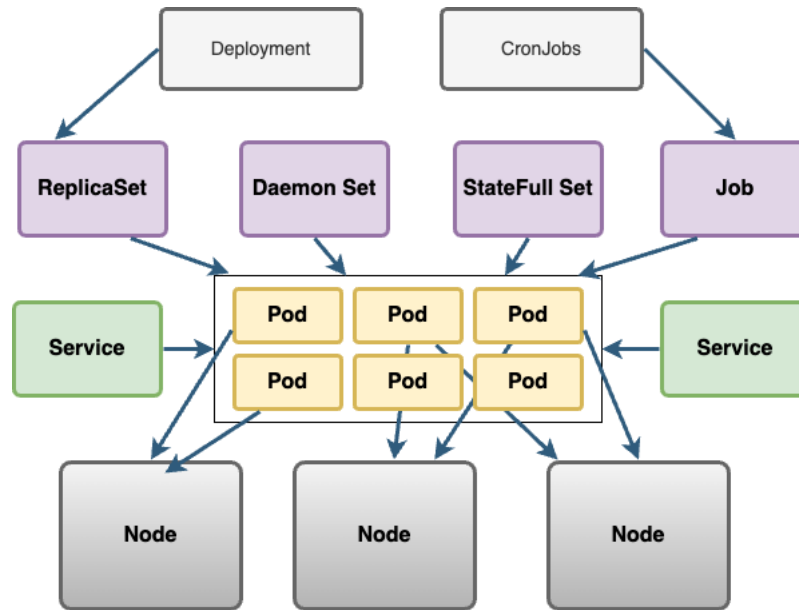 Deployment
CronJobs
ReplicaSet
Daemon Set
StateFull Set
Job
Pod
Pod
Pod
Service
Service
Pod
Pod
Pod
Node
Node
Node